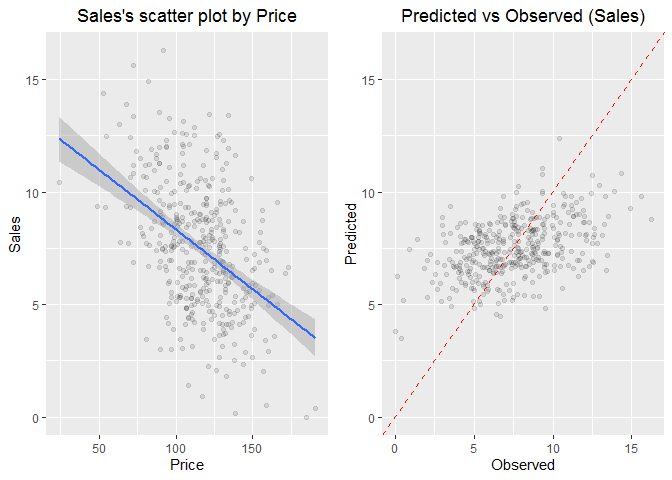 Sales's scatter plot by Price
Sales
15
10
5
0
50 100 150
Price
Predicted vs Observed (Sales)
Predicted
15
10
5
0
0 5 10 15
Observed